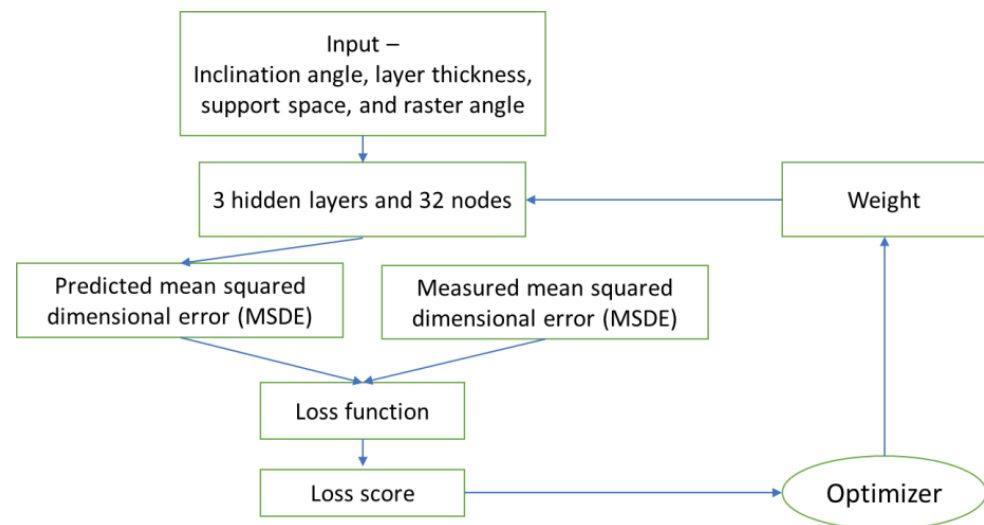 Input –
Inclination angle, layer thickness,
support space, and raster angle
3 hidden layers and 32 nodes
Weight
Predicted mean squared
dimensional error (MSDE)
Measured mean squared
dimensional error (MSDE)
Loss function
Loss score
Optimizer